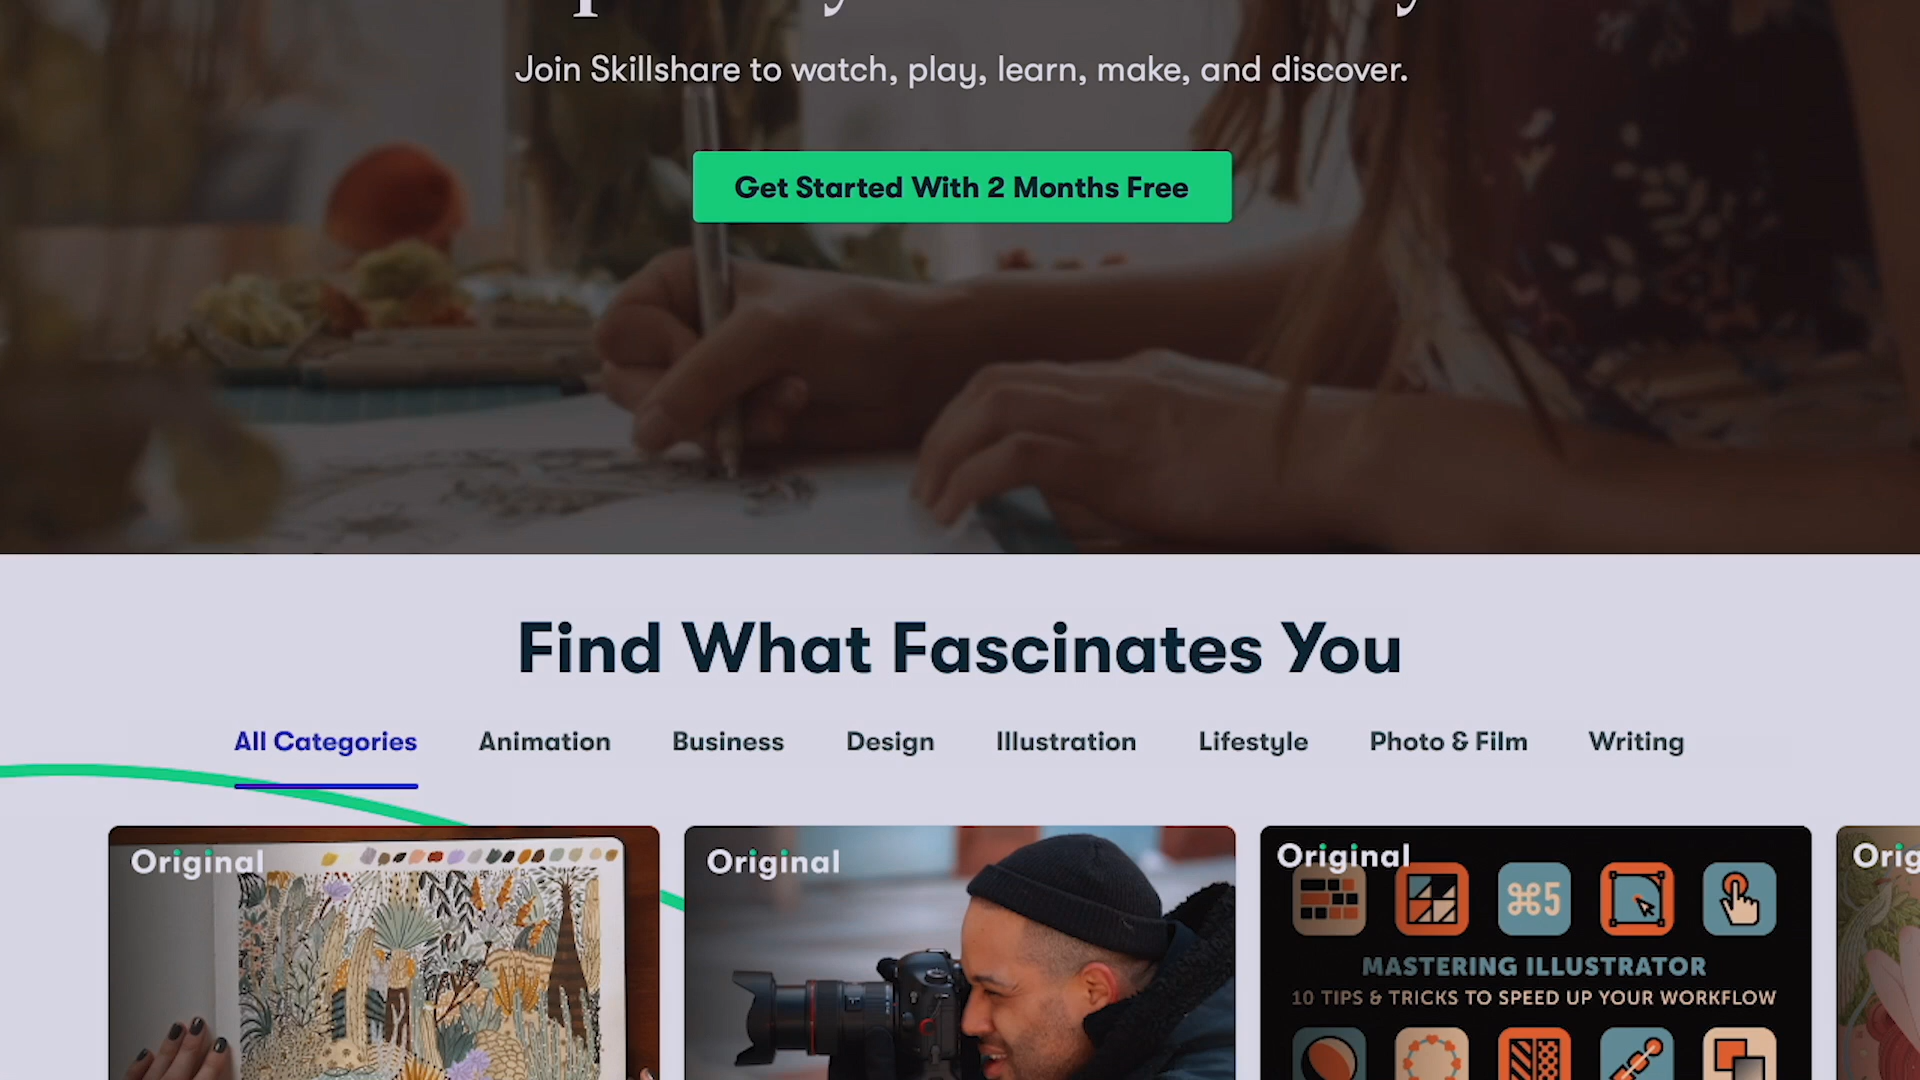 Join Skillshare to watch, play, learn, make, and discover.
Get Started With 2 Months Free
Find What Fascinates You
All Categories Animation Business Design Illustration Lifestyle Photo & Film Writing
Original Original Original
⌘5
MASTERING ILLUSTRATOR
10 TIPS & TRICKS TO SPEED UP YOUR WORKFLOW